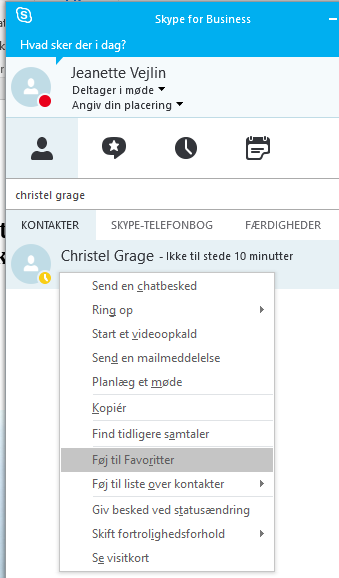 Skype for Business
Hvad sker der i dag?
Jeanette Vejlin
Deltager i møde
Angiv din placering
christel grage
KONTAKTER SKYPE-TELEFONBOG FÆRDIGHEDER
Christel Grage - Ikke til stede 10 minutter
Send en chatbesked
Ring op
Start et videoopkald
Send en mailmeddelelse
Planlæg et møde
Kopiér
Find tidligere samtaler
Føj til Favoritter
Føj til liste over kontakter
Giv besked ved statusændring
Skift fortrolighedsforhold
Se visitkort